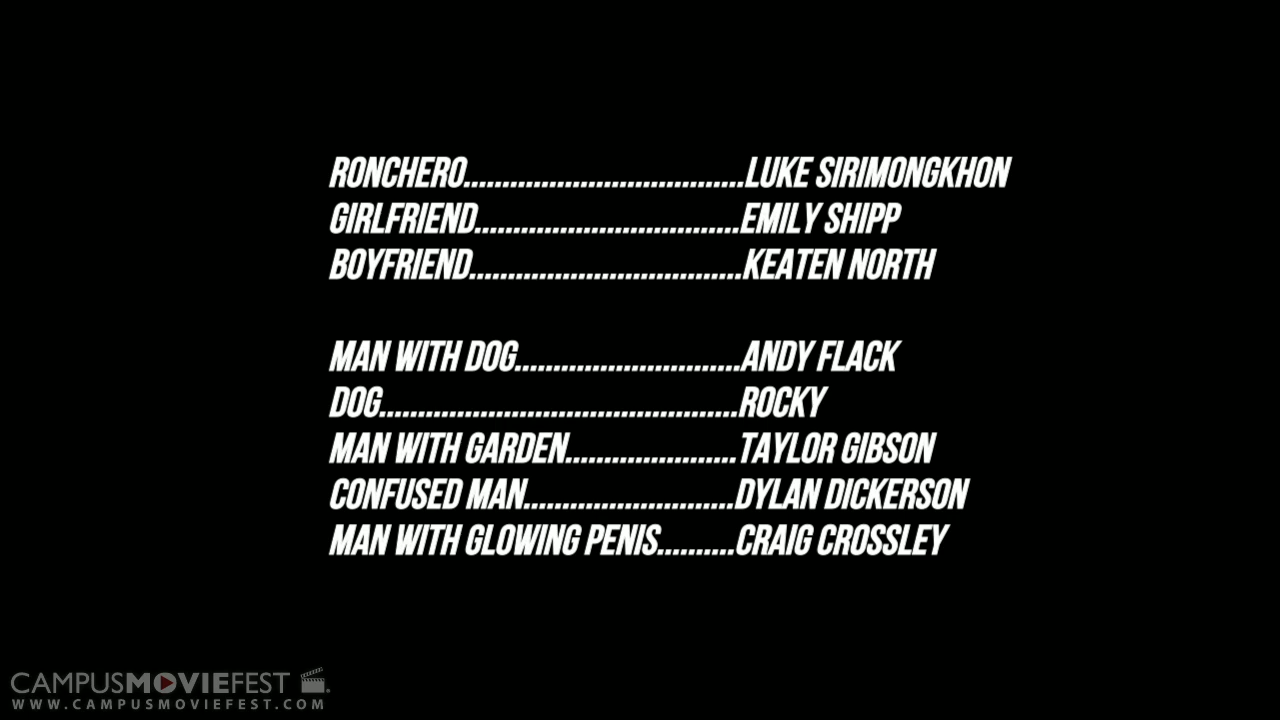 RONCHERO.....................................LUKE SIRIMONGKHON
GIRLFRIEND...................................EMILY SHIPP
BOYFRIEND....................................KEATEN NORTH
MAN WITH DOG..............................ANDY FLACK
DOG...............................................ROCKY
MAN WITH GARDEN.......................TAYLOR GIBSON
CONFUSED MAN............................DYLAN DICKERSON
MAN WITH GLOWING PENIS..........CRAIG CROSSLEY
CAMPUSMOVIEFEST
WWW.CAMPUSMOVIEFEST.COM